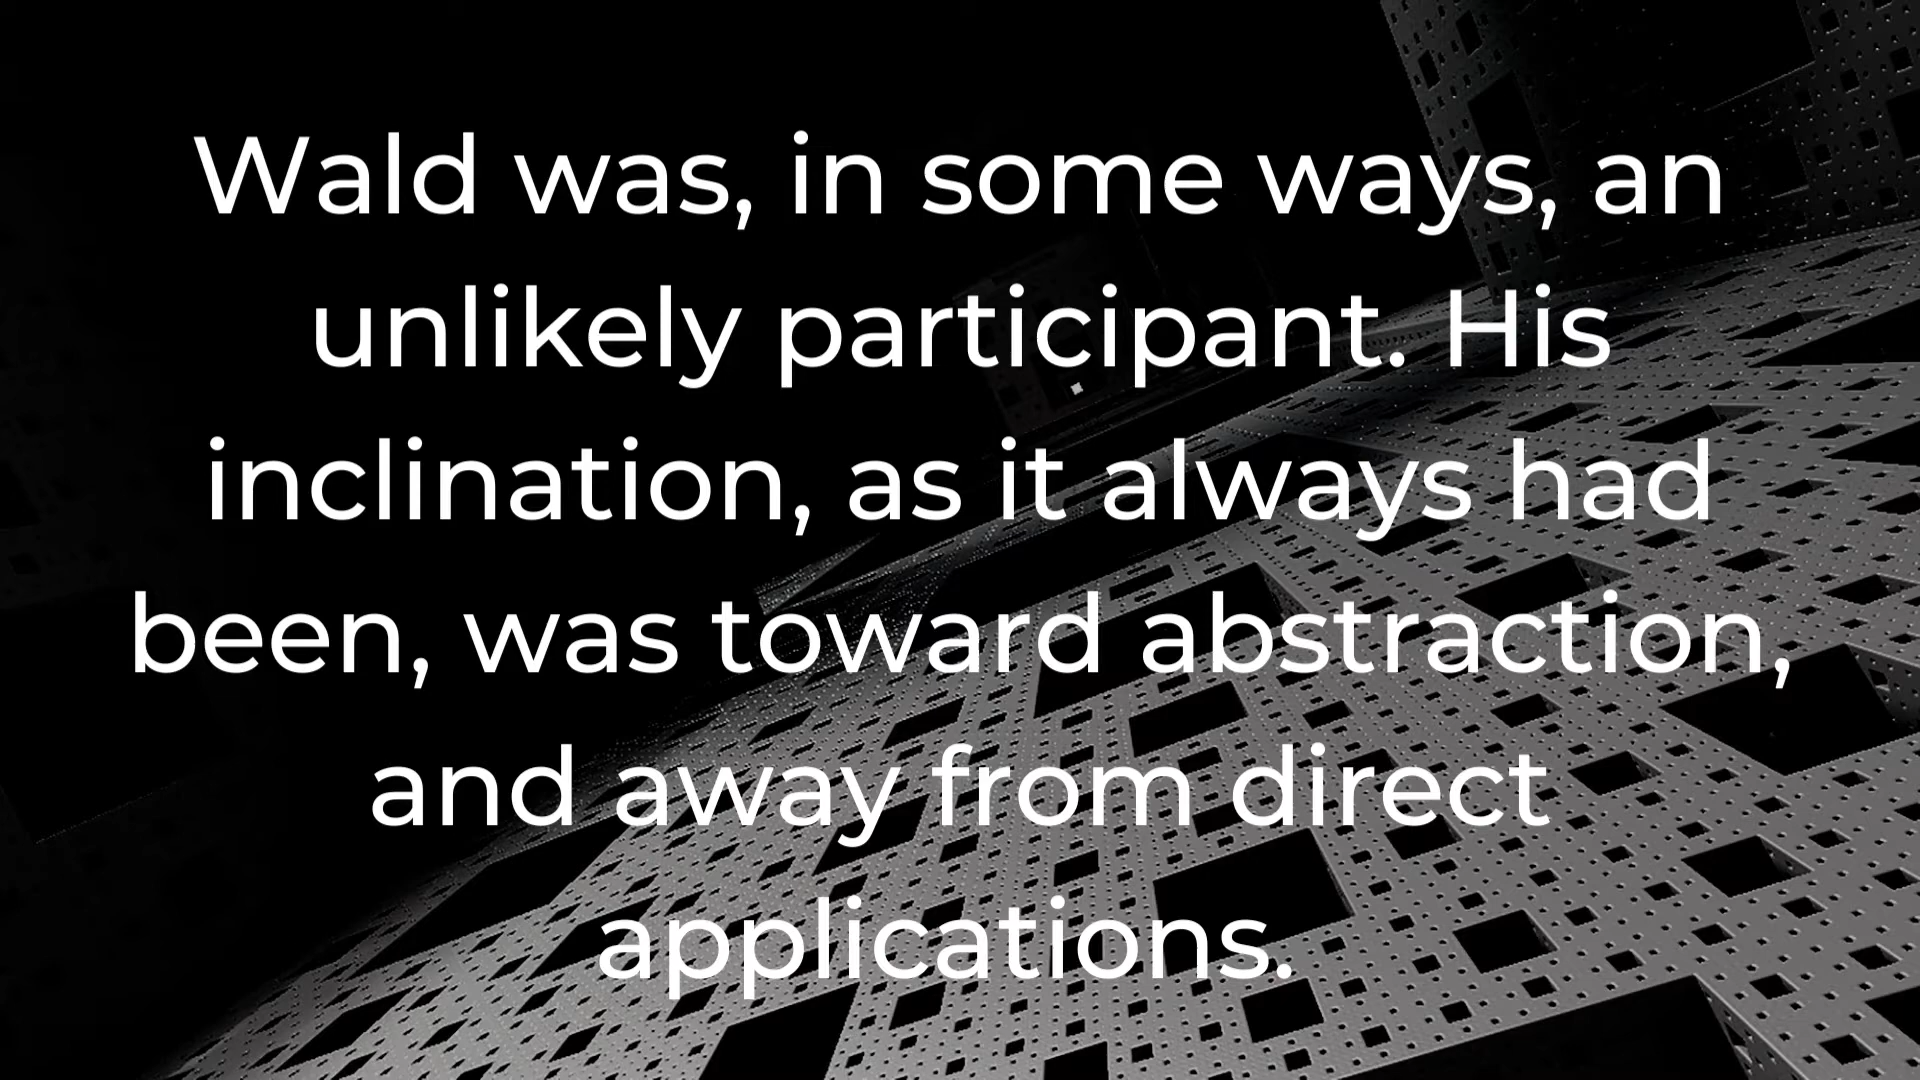 Wald was, in some ways, an
unlikely participant. His
inclination, as it always had
been, was toward abstraction,
and away from direct
applications.